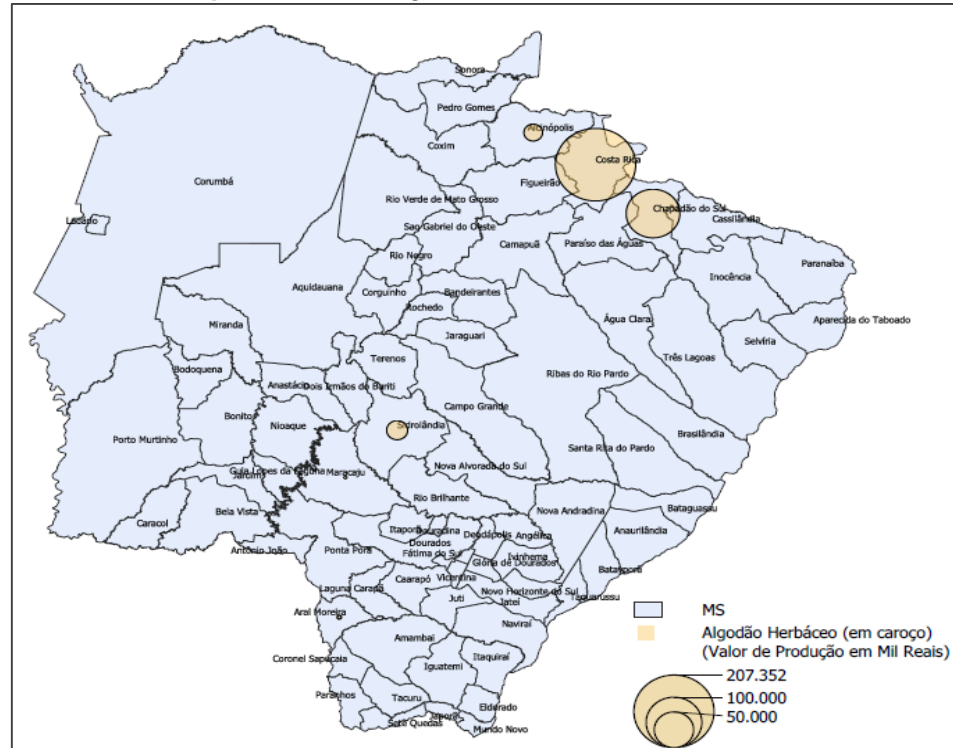 Sonora
Pedro Gomes
Alcinópolis
Coxim
Costa Rica
Corumbá
Figueirão
Ladário
Rio Verde de Mato Grosso
Chapadão do Sul
Cassilândia
Sao Gabriel do Oeste
Camapuã
Paraíso das Águas
Rio Negro
Paranaíba
Inocência
Aquidauana
Corguinho
Bandeirantes
Rochedo
Água Clara
Aparecida do Taboado
Miranda
Jaraguari
Selvíria
Terenos
Três Lagoas
Bodoquena
Ribas do Rio Pardo
Anastácio
Dois Irmãos do Buriti
Campo Grande
Bonito
Nioaque
Sidrolândia
Brasilândia
Porto Murtinho
Santa Rita do Pardo
Guia Lopes da Laguna
Maracaju
Nova Alvorada do Sul
Jardim
Rio Brilhante
Bela Vista
Nova Andradina
Bataguassu
Caracol
Itaporã
Douradina
Deodápolis
Angélica
Anaurilândia
Dourados
Antônio João
Ponta Porã
Fátima do Sul
Ivinhema
Glória de Dourados
Batayporã
Caarapó
Vicentina
Laguna Carapã
Novo Horizonte do Sul
Taquarussu
Juti
Jateí
Aral Moreira
Naviraí
MS
Amambai
Algodão Herbáceo (em caroço)
(Valor de Produção em Mil Reais)
Coronel Sapucaia
Itaquiraí
Iguatemi
207.352
Paranhos
Tacuru
100.000
Eldorado
50.000
Japorã
Sete Quedas
Mundo Novo